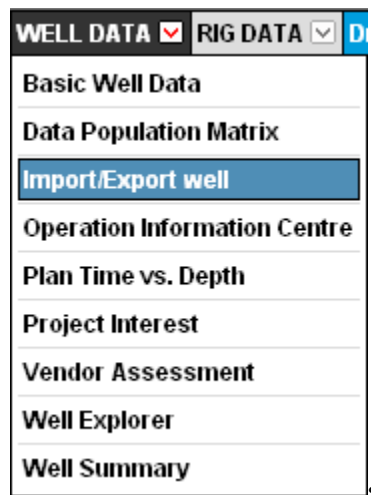 WELL DATA RIG DATA
Basic Well Data
Data Population Matrix
Import/Export well
Operation Information Centre
Plan Time vs. Depth
Project Interest
Vendor Assessment
Well Explorer
Well Summary